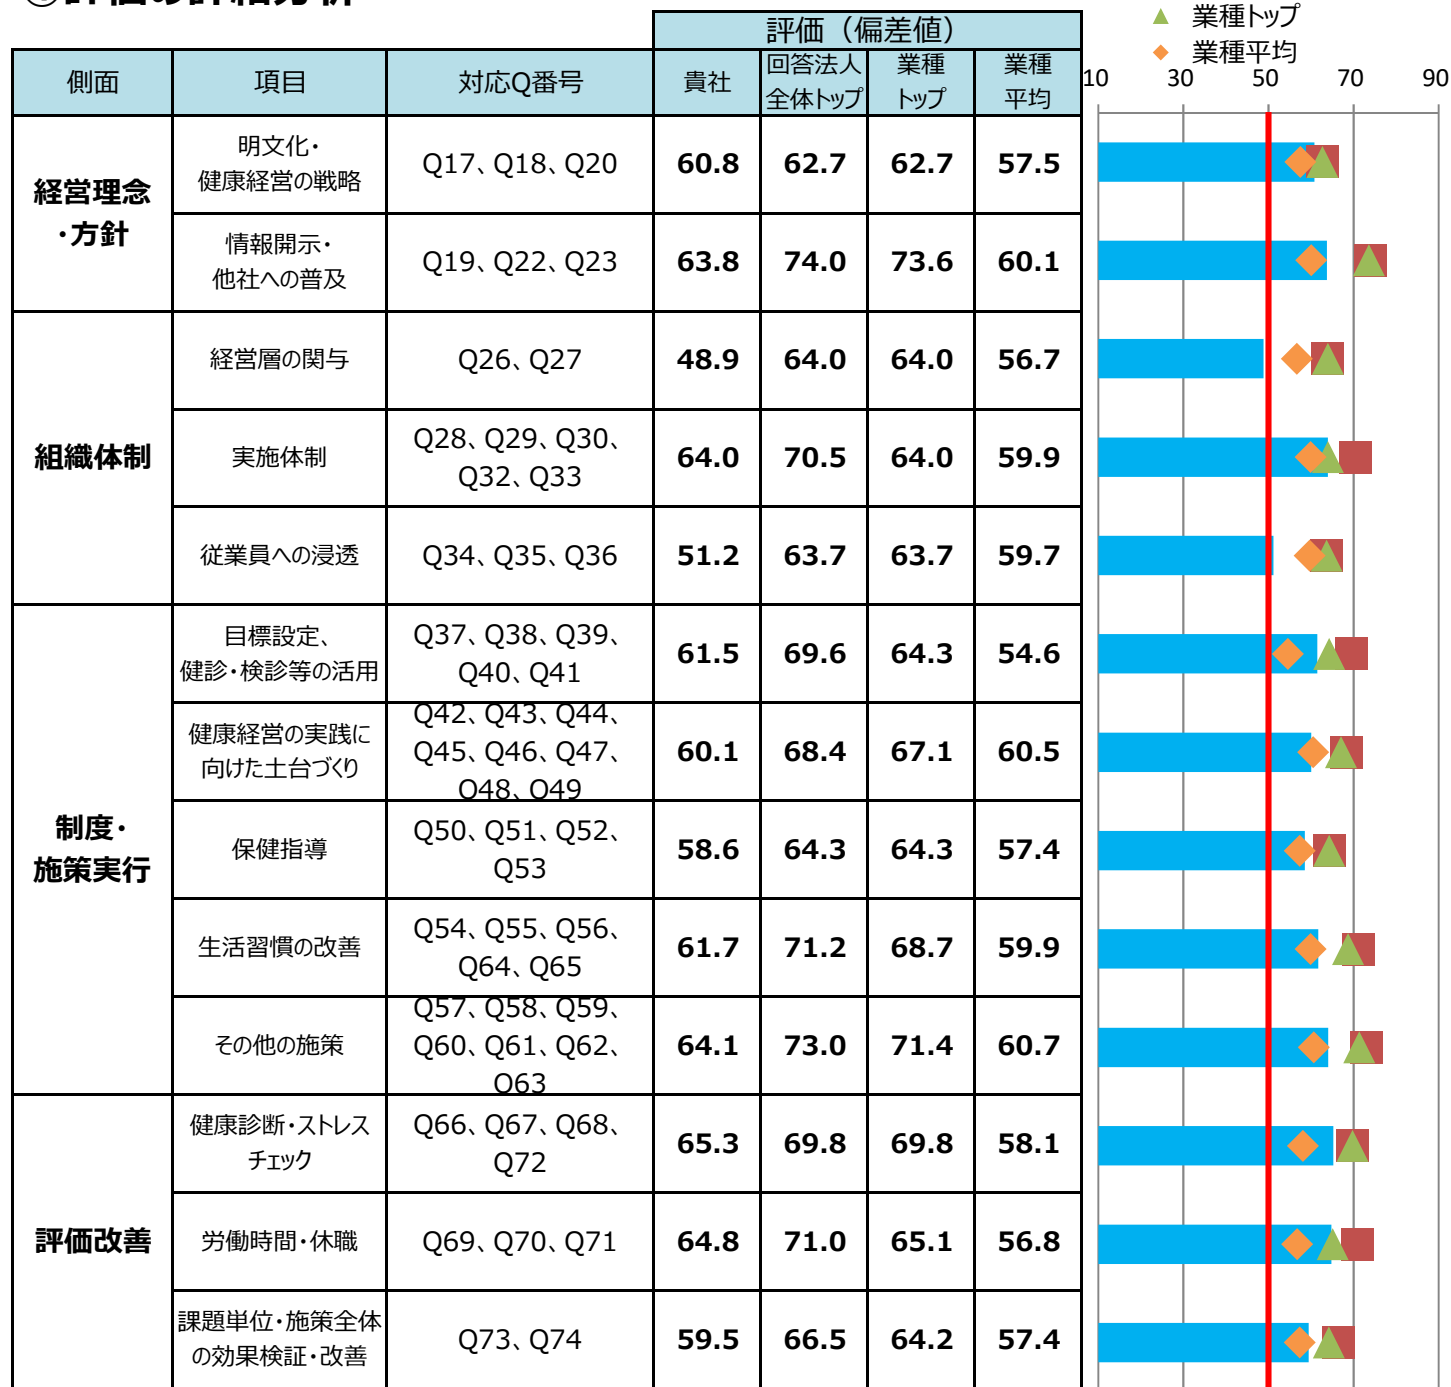 ④評価の詳細分析
▲ 業種トップ
◆ 業種平均
評価（偏差値）
側面 項目 対応Q番号 貴社 回答法人 業種 業種
全体トップ トップ 平均
10 30 50 70 90
経営理念
・方針
明文化・
健康経営の戦略
Q17、Q18、Q20 60.8 62.7 62.7 57.5
情報開示・
他社への普及
Q19、Q22、Q23 63.8 74.0 73.6 60.1
組織体制
経営層の関与 Q26、Q27 48.9 64.0 64.0 56.7
実施体制
Q28、Q29、Q30、
Q32、Q33
64.0 70.5 64.0 59.9
従業員への浸透 Q34、Q35、Q36 51.2 63.7 63.7 59.7
制度・
施策実行
目標設定、
健診・検診等の活用
Q37、Q38、Q39、
Q40、Q41
61.5 69.6 64.3 54.6
健康経営の実践に
向けた土台づくり
Q42、Q43、Q44、
Q45、Q46、Q47、
Q48、Q49
60.1 68.4 67.1 60.5
保健指導
Q50、Q51、Q52、
Q53
58.6 64.3 64.3 57.4
生活習慣の改善
Q54、Q55、Q56、
Q64、Q65
61.7 71.2 68.7 59.9
その他の施策
Q57、Q58、Q59、
Q60、Q61、Q62、
Q63
64.1 73.0 71.4 60.7
評価改善
健康診断・ストレス
チェック
Q66、Q67、Q68、
Q72
65.3 69.8 69.8 58.1
労働時間・休職 Q69、Q70、Q71 64.8 71.0 65.1 56.8
課題単位・施策全体
の効果検証・改善
Q73、Q74 59.5 66.5 64.2 57.4